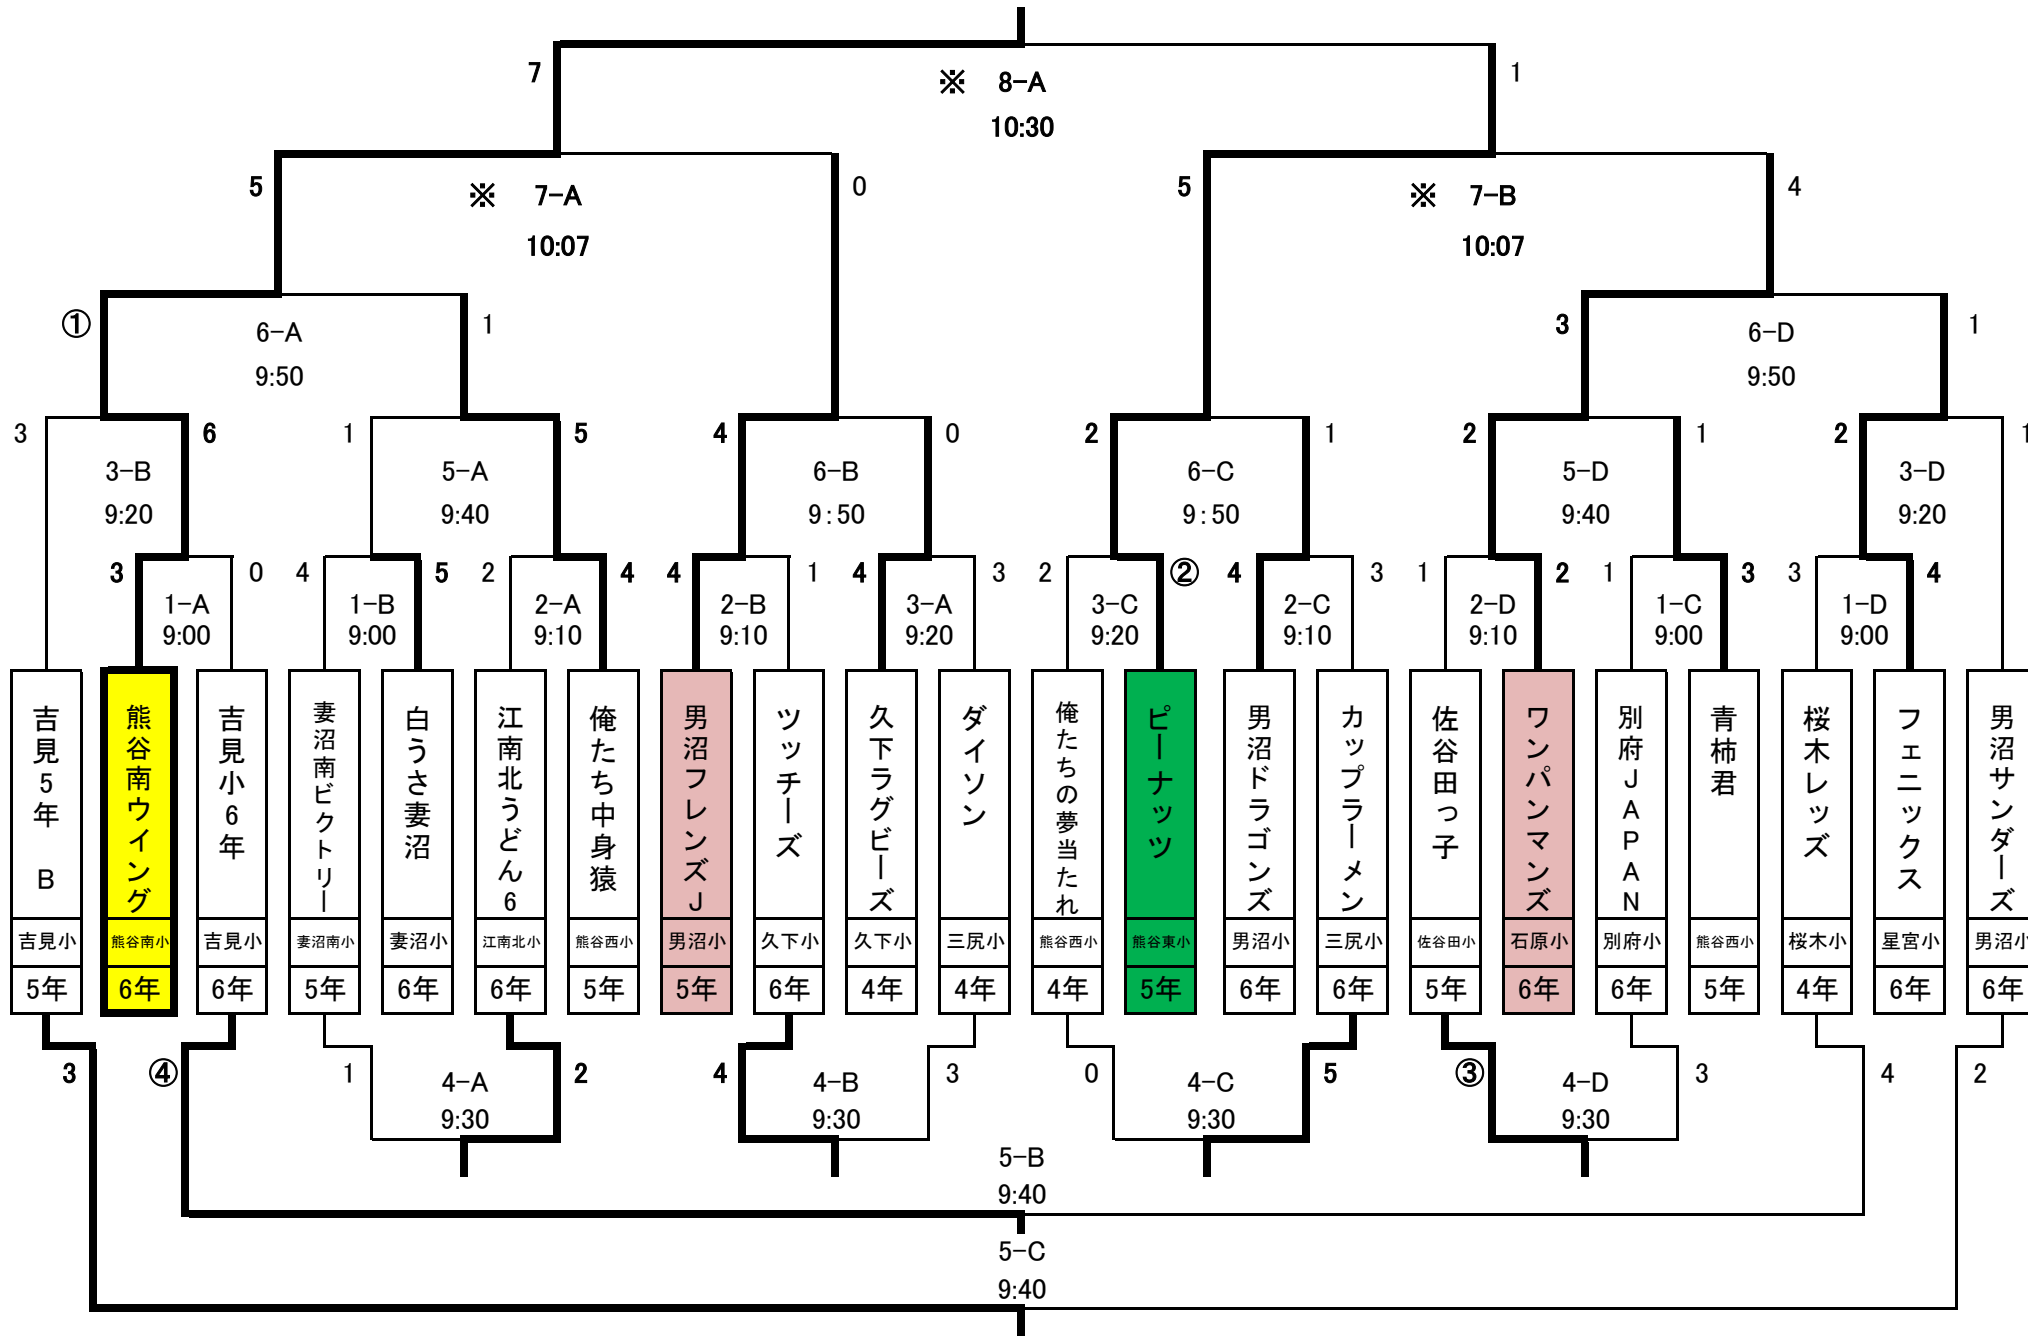 7
※ 8-A
1
10:30
5
※ 7-A
0
5
※ 7-B
4
10:07
10:07
①
6-A
1
3
6-D
1
9:50
9:50
3
6
1
5
4
0
2
1
2
1
2
1
3-B
5-A
6-B
6-C
5-D
3-D
9:20
9:40
9:50
9:50
9:40
9:20
3
0
4
5
2
4
4
1
4
3
2
②
4
3
1
2
1
3
3
4
1-A
1-B
2-A
2-B
3-A
3-C
2-C
2-D
1-C
1-D
9:00
9:00
9:10
9:10
9:20
9:20
9:10
9:10
9:00
9:00
吉見5年 B
熊谷南ウイング
吉見小6年
妻沼南ビクトリー
白うさ妻沼
江南北うどん6
俺たち中身猿
男沼フレンズJ
ツッチーズ
久下ラグビーズ
ダイソン
俺たちの夢当たれ
ピーナッツ
男沼ドラゴンズ
カップラーメン
佐谷田っ子
ワンパンマンズ
別府JAPAN
青柿君
桜木レッズ
フェニックス
男沼サンダーズ
吉見小
熊谷南小
吉見小
妻沼南小
妻沼小
江南北小
熊谷西小
男沼小
久下小
久下小
三尻小
熊谷西小
熊谷東小
男沼小
三尻小
佐谷田小
石原小
別府小
熊谷西小
桜木小
星宮小
男沼小
5年
6年
6年
5年
6年
6年
5年
5年
6年
4年
4年
4年
5年
6年
6年
5年
6年
6年
5年
4年
6年
6年
3
④
1
4-A
2
4
4-B
3
0
4-C
5
③
4-D
3
4
2
9:30
9:30
9:30
9:30
5-B
9:40
5-C
9:40